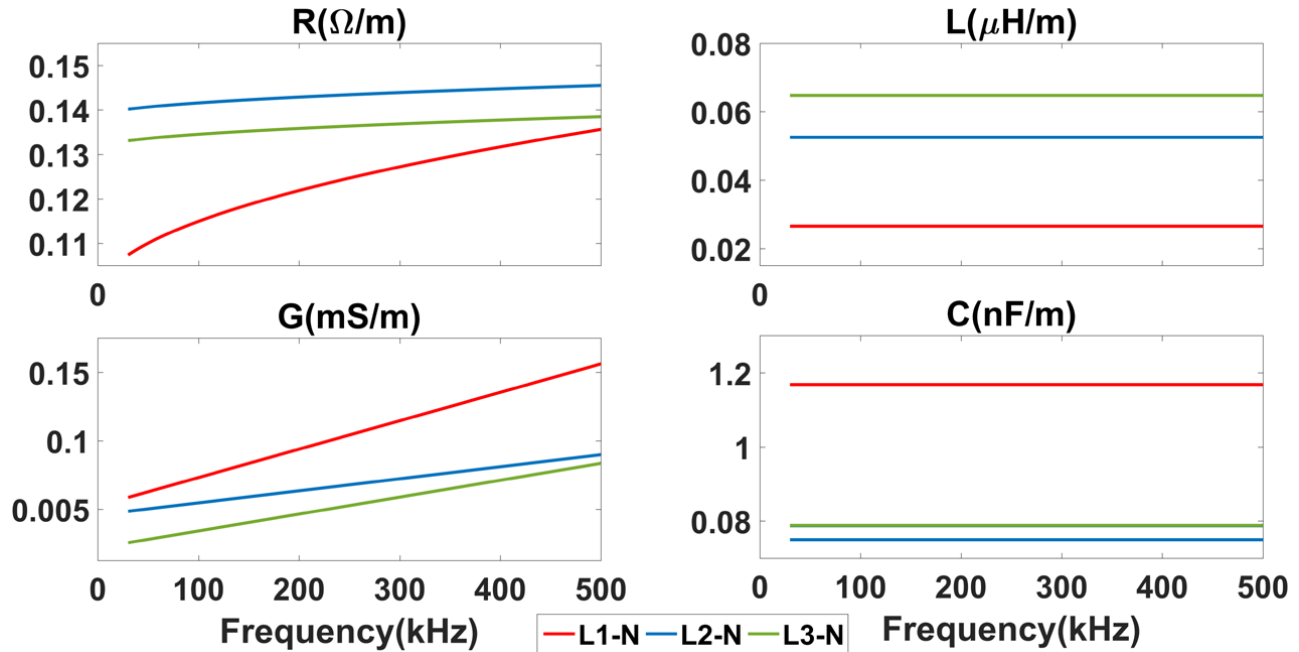 R(Ω/m)
0.15
0.14
0.13
0.12
0.11
0
L(μH/m)
0.08
0.06
0.04
0.02
0
G(mS/m)
0.15
0.1
0.005
0 100 200 300 400 500
Frequency(kHz)
C(nF/m)
1.2
1
0.08
0 100 200 300 400 500
Frequency(kHz)
L1-N L2-N L3-N